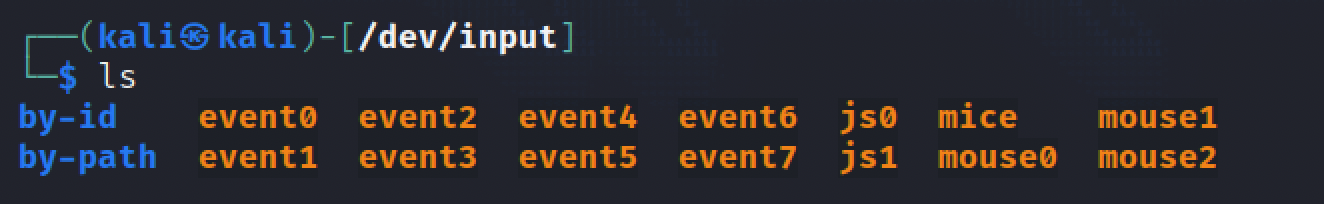 ┌──(kali㉿kali)-[/dev/input]
└─$ ls
by-id    event0  event2  event4  event6  js0  mice    mouse1
by-path  event1  event3  event5  event7  js1  mouse0  mouse2